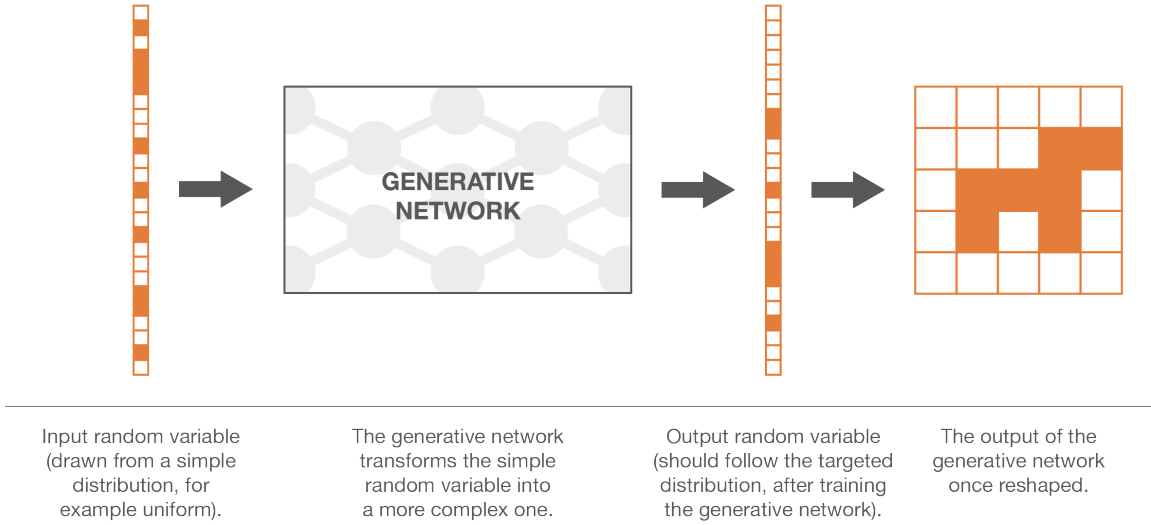 GENERATIVE
NETWORK
Input random variable
(drawn from a simple
distribution, for
example uniform).
The generative network
transforms the simple
random variable into
a more complex one.
Output random variable
(should follow the targeted
distribution, after training
the generative network).
The output of the
generative network
once reshaped.